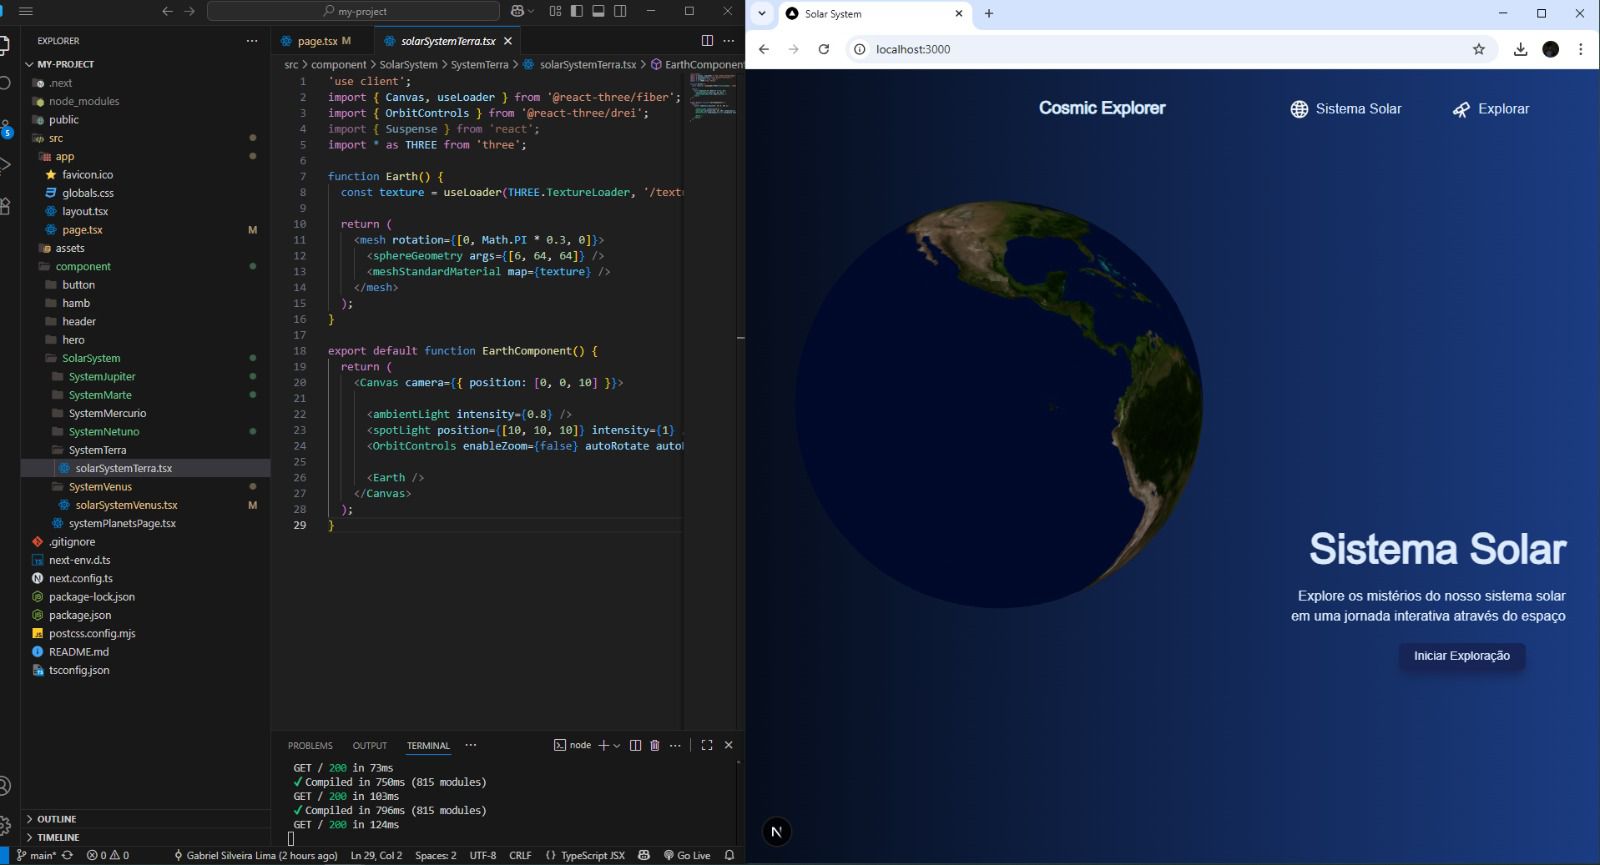 my-project
EXPLORER
MY-PROJECT
.next
node_modules
public
src
app
favicon.ico
globals.css
layout.tsx
page.tsx M
assets
component
button
hamb
header
hero
SolarSystem
SystemJupiter
SystemMarte
SystemMercurio
SystemNetuno
SystemTerra
solarSystemTerra.tsx
SystemVenus
solarSystemVenus.tsx M
systemPlanetsPage.tsx
.gitignore
next-env.d.ts
next.config.ts
package-lock.json
package.json
postcss.config.mjs
README.md
tsconfig.json
OUTLINE
TIMELINE
5
page.tsx M
solarSystemTerra.tsx
src > component > SolarSystem > SystemTerra > solarSystemTerra.tsx > EarthComponent
1 'use client';
2 import { Canvas, useLoader } from '@react-three/fiber';
3 import { OrbitControls } from '@react-three/drei';
4 import { Suspense } from 'react';
5 import * as THREE from 'three';
6
7 function Earth() {
8 const texture = useLoader(THREE.TextureLoader, '/textu
9
10 return (
11 <mesh rotation={[0, Math.PI * 0.3, 0]}>
12 <sphereGeometry args={[6, 64, 64]} />
13 <meshStandardMaterial map={texture} />
14 </mesh>
15 );
16 }
17
18 export default function EarthComponent() {
19 return (
20 <Canvas camera={{ position: [0, 0, 10] }}>
21
22 <ambientLight intensity={0.8} />
23 <spotLight position={[10, 10, 10]} intensity={1}
24 <OrbitControls enableZoom={false} autoRotate auto
25
26 <Earth />
27 </Canvas>
28 );
29 }
PROBLEMS OUTPUT TERMINAL
node
GET / 200 in 73ms
✓ Compiled in 750ms (815 modules)
GET / 200 in 103ms
✓ Compiled in 796ms (815 modules)
GET / 200 in 124ms
main* 0 0 Gabriel Silveira Lima (2 hours ago) Ln 29, Col 2 Spaces: 2 UTF-8 CRLF {} TypeScript JSX Go Live
Solar System
localhost:3000
Cosmic Explorer
Sistema Solar
Explorar
Sistema Solar
Explore os mistérios do nosso sistema solar
em uma jornada interativa através do espaço
Iniciar Exploração
N